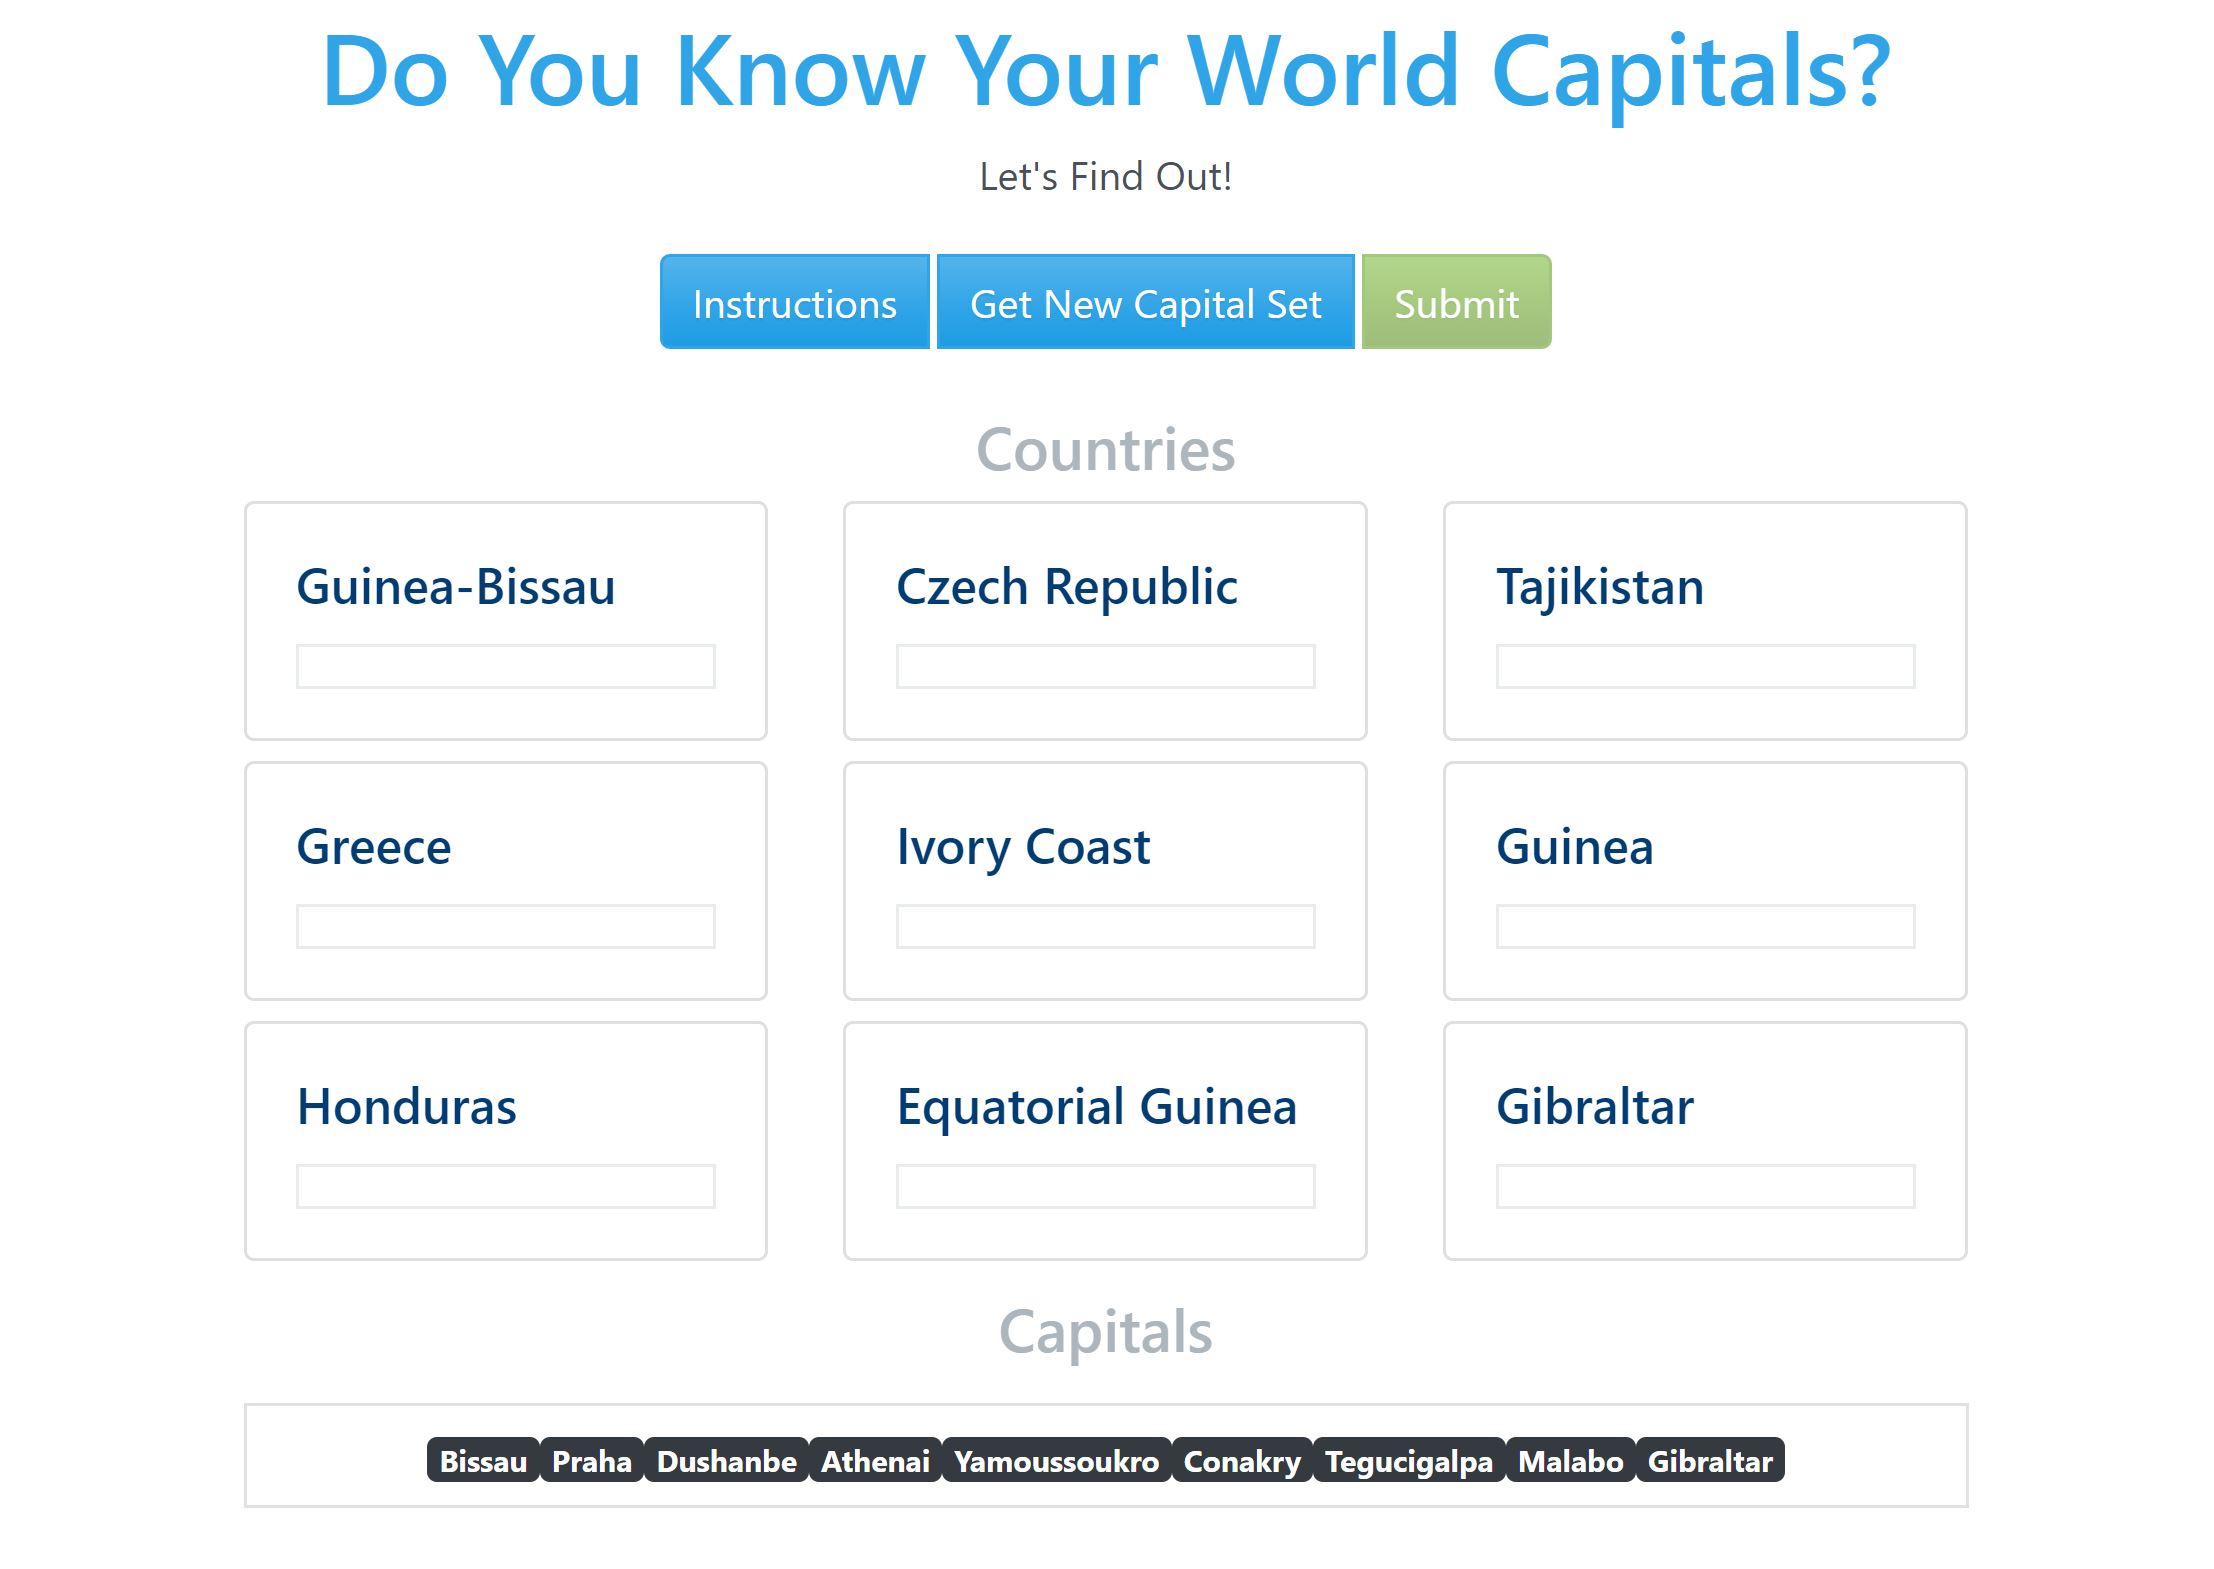 Do You Know Your World Capitals?
Let's Find Out!
Instructions Get New Capital Set Submit
Countries
Guinea-Bissau Czech Republic Tajikistan
Greece Ivory Coast Guinea
Honduras Equatorial Guinea Gibraltar
Capitals
Bissau Praha Dushanbe Athenai Yamoussoukro Conakry Tegucigalpa Malabo Gibraltar